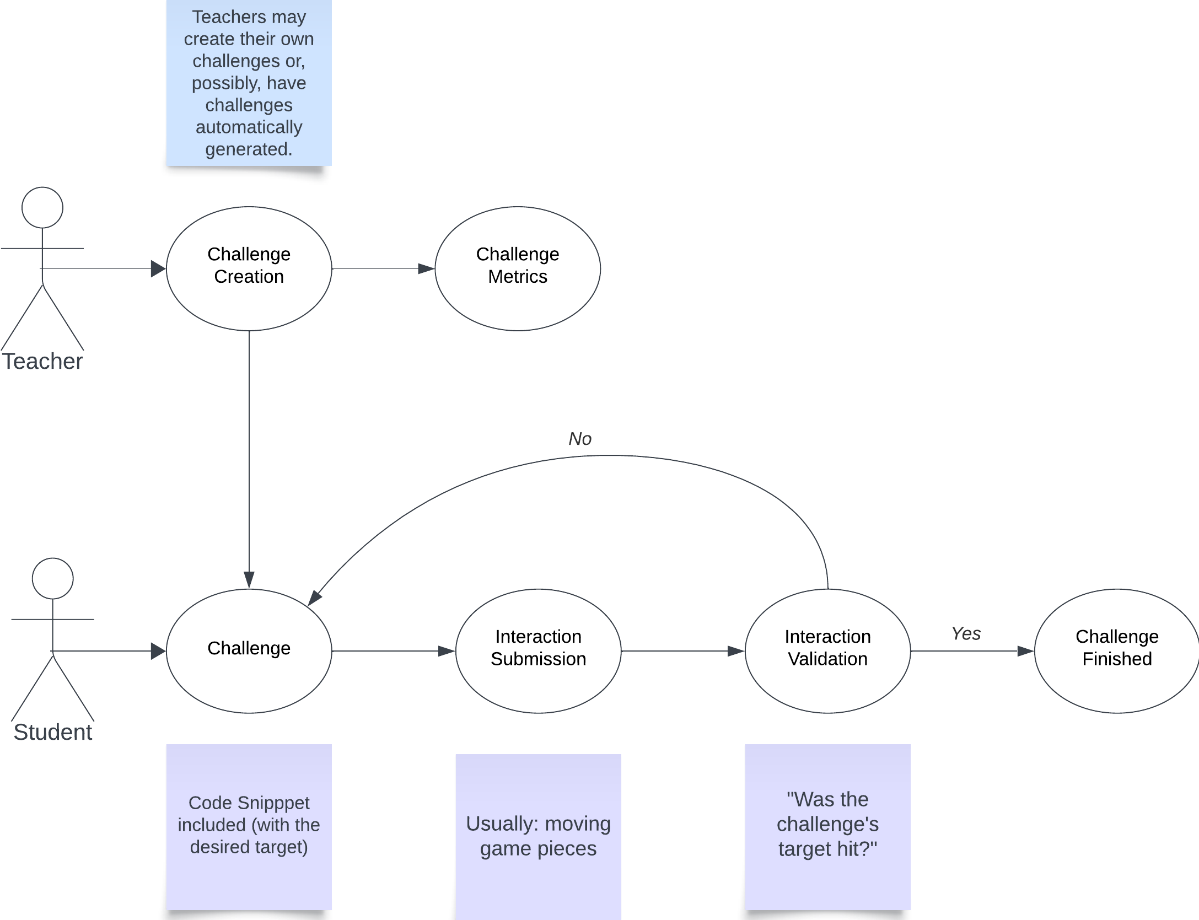 Teachers may
create their own
challenges or,
possibly, have
challenges
automatically
generated.
Challenge
Creation
Challenge
Metrics
Teacher
No
Challenge
Interaction
Submission
Interaction
Validation
Yes
Challenge
Finished
Student
Code Snipppet
included (with the
desired target)
Usually: moving
game pieces
"Was the
challenge's
target hit?"